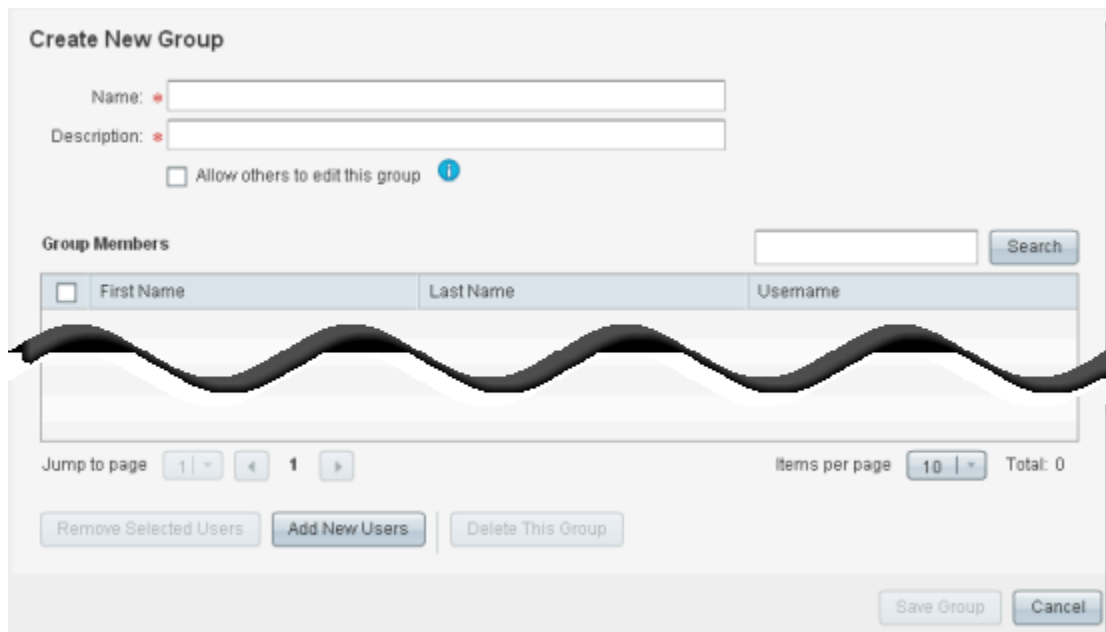 Create New Group
Name: *
Description: *
Allow others to edit this group i
Group Members Search
First Name Last Name Username
Jump to page 1 1 Items per page 10 Total: 0
Remove Selected Users Add New Users Delete This Group
Save Group Cancel